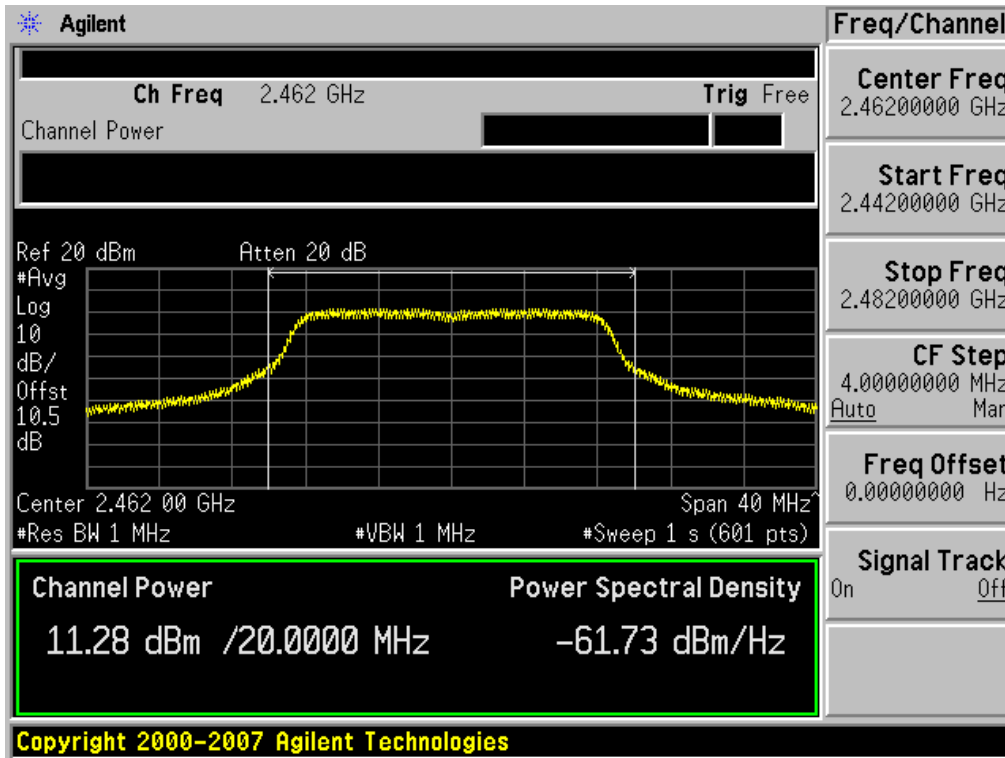 Agilent
Freq/Channel
Ch Freq 2.462 GHz Trig Free
Channel Power
Center Freq
2.46200000 GHz
Start Freq
2.44200000 GHz
Stop Freq
2.48200000 GHz
CF Step
4.00000000 MHz
Auto Man
Freq Offset
0.00000000 Hz
Signal Track
On Off
Ref 20 dBm Atten 20 dB
#Avg
Log
10
dB/
Offst
10.5
dB
Center 2.462 00 GHz Span 40 MHz^
#Res BW 1 MHz #VBW 1 MHz #Sweep 1 s (601 pts)
Channel Power Power Spectral Density
11.28 dBm /20.0000 MHz -61.73 dBm/Hz
Copyright 2000-2007 Agilent Technologies